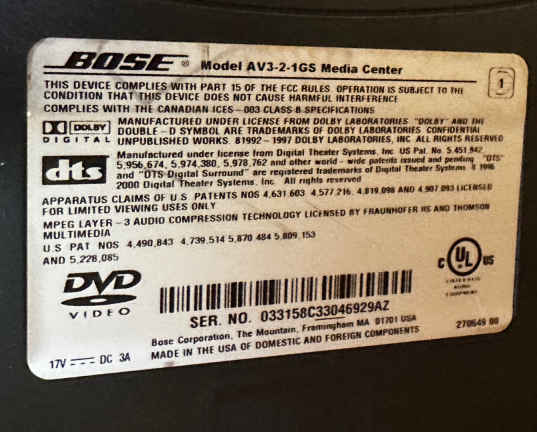 BOSE ® Model AV3-2-1GS Media Center
1
THIS DEVICE COMPLIES WITH PART 15 OF THE FCC RULES. OPERATION IS SUBJECT TO THE
CONDITION THAT THIS DEVICE DOES NOT CAUSE HARMFUL INTERFERENCE
COMPLIES WITH THE CANADIAN ICES-003 CLASS B SPECIFICATIONS
DOLBY
DIGITAL
MANUFACTURED UNDER LICENSE FROM DOLBY LABORATORIES "DOLBY" AND THE
DOUBLE-D SYMBOL ARE TRADEMARKS OF DOLBY LABORATORIES CONFIDENTIAL
UNPUBLISHED WORKS. 81992-1997 DOLBY LABORATORIES, INC. ALL RIGHTS RESERVED
dts
Manufactured under license from Digital Theater Systems, Inc. US Pat. No. 5,451,942
5,956,674, 5,974,380, 5,978,762 and other world-wide patents issued and pending "DTS"
and "DTS Digital Surround" are registered trademarks of Digital Theater Systems 1996
2000 Digital Theater Systems, Inc. All rights reserved
APPARATUS CLAIMS OF U.S. PATENTS NOS 4,631,603 4,577,216, 4,819,098 AND 4,907,093 LICENSED
FOR LIMITED VIEWING USES ONLY
MPEG LAYER-3 AUDIO COMPRESSION TECHNOLOGY LICENSED BY FRAUNHOFER IIS AND THOMSON
MULTIMEDIA
U.S PAT NOS 4,490,843 4,739,514 5,870,484 5,809,153
AND 5,228,085
C UL US
LISTED
DVD
VIDEO
SER. NO. 033158C33046929AZ
Bose Corporation, The Mountain, Framingham MA 01701 USA
MADE IN THE USA OF DOMESTIC AND FOREIGN COMPONENTS
17V DC 3A
270649 00